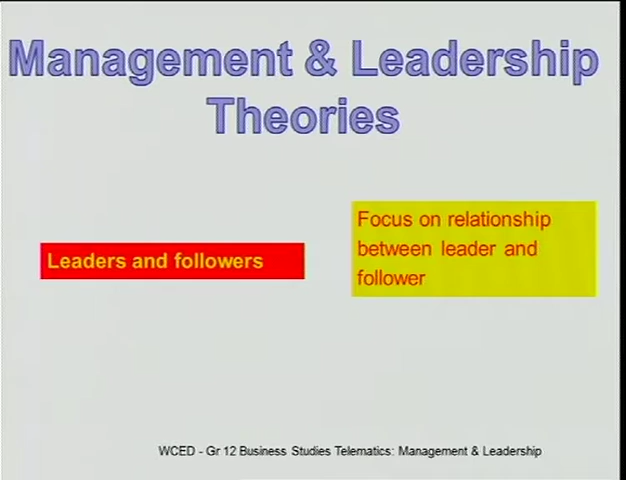 Management & Leadership
Theories
Leaders and followers
Focus on relationship
between leader and
follower
WCED - Gr 12 Business Studies Telematics: Management & Leadership